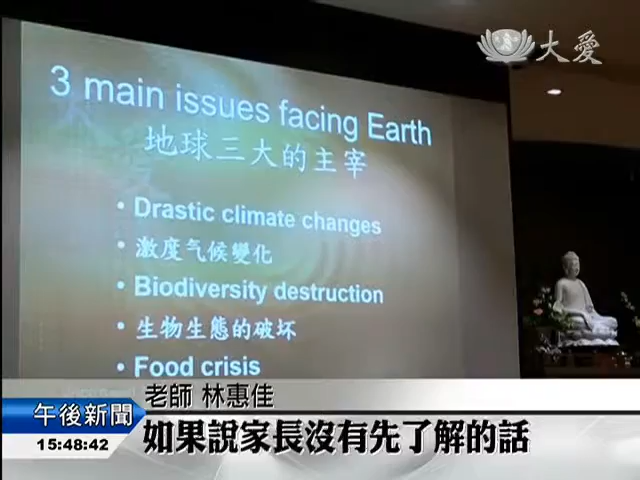 大愛
3 main issues facing Earth
地球三大的主宰
• Drastic climate changes
• 激度气候變化
• Biodiversity destruction
• 生物生態的破坏
• Food crisis
老師 林惠佳
午後新聞
如果說家長沒有先了解的話
15:48:42